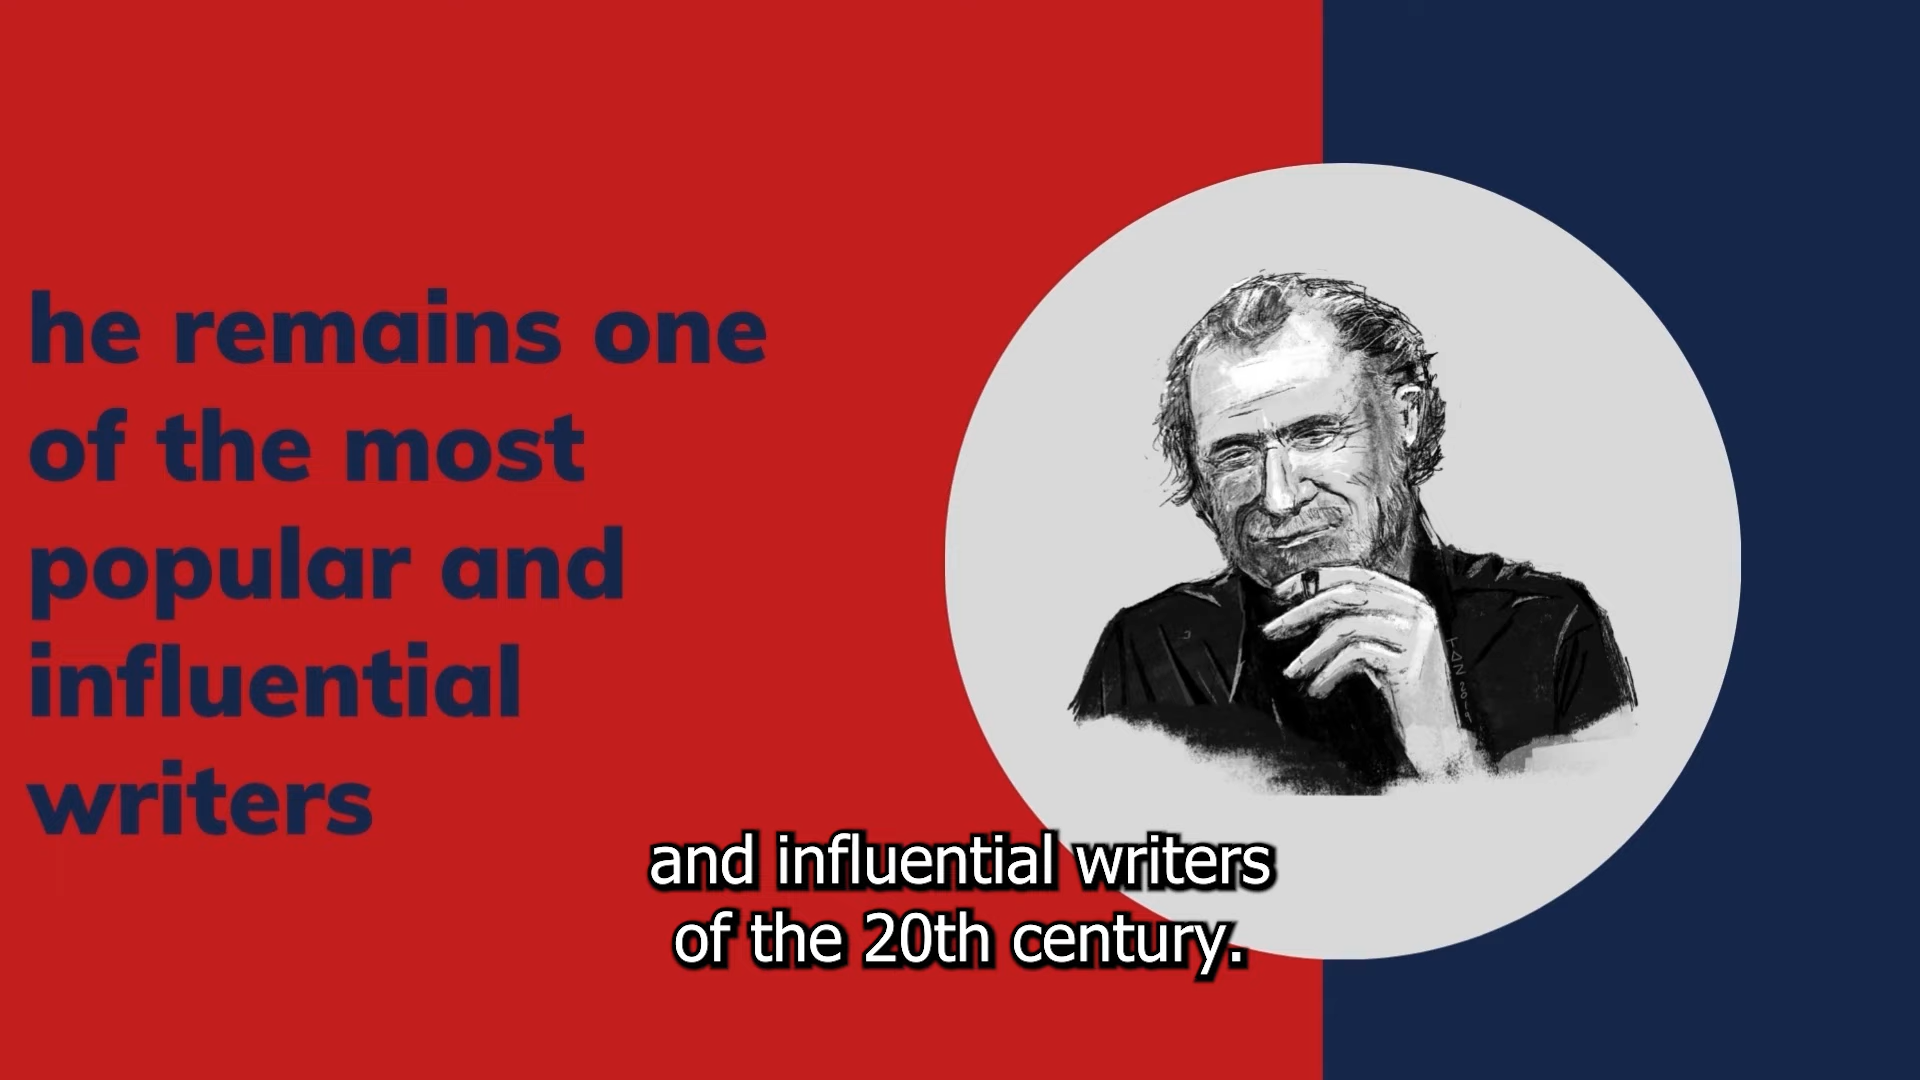 he remains one
of the most
popular and
influential
writers
and influential writers
of the 20th century.